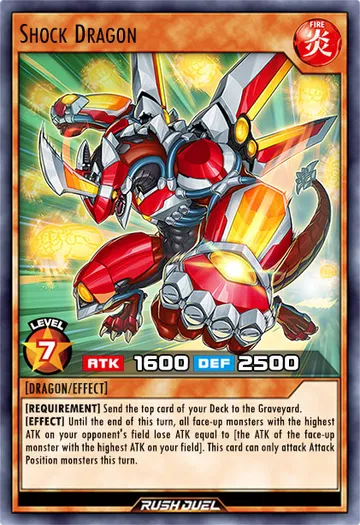 SHOCK DRAGON
FIRE
炎
LEVEL
7
ATK 1600 DEF 2500
[DRAGON/EFFECT]
[REQUIREMENT] Send the top card of your Deck to the Graveyard.
[EFFECT] Until the end of this turn, all face-up monsters with the highest
ATK on your opponent's field lose ATK equal to [the ATK of the face-up
monster with the highest ATK on your field]. This card can only attack Attack
Position monsters this turn.
RUSH DUEL